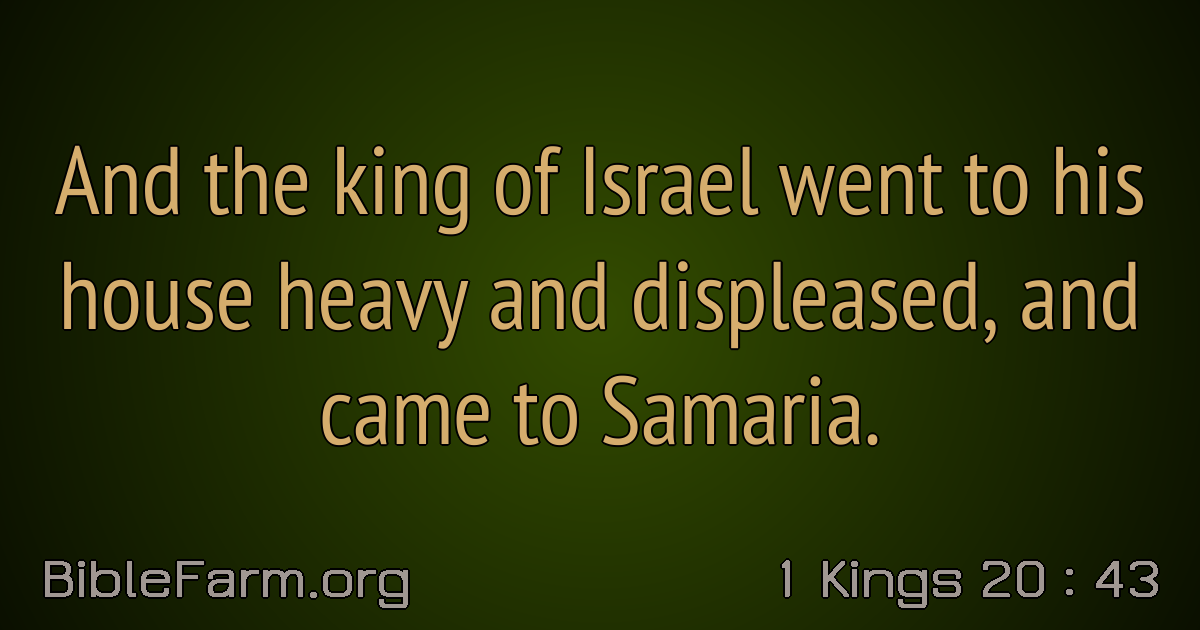 And the king of Israel went to his
house heavy and displeased, and
came to Samaria.
BibleFarm.org
1 Kings 20 : 43